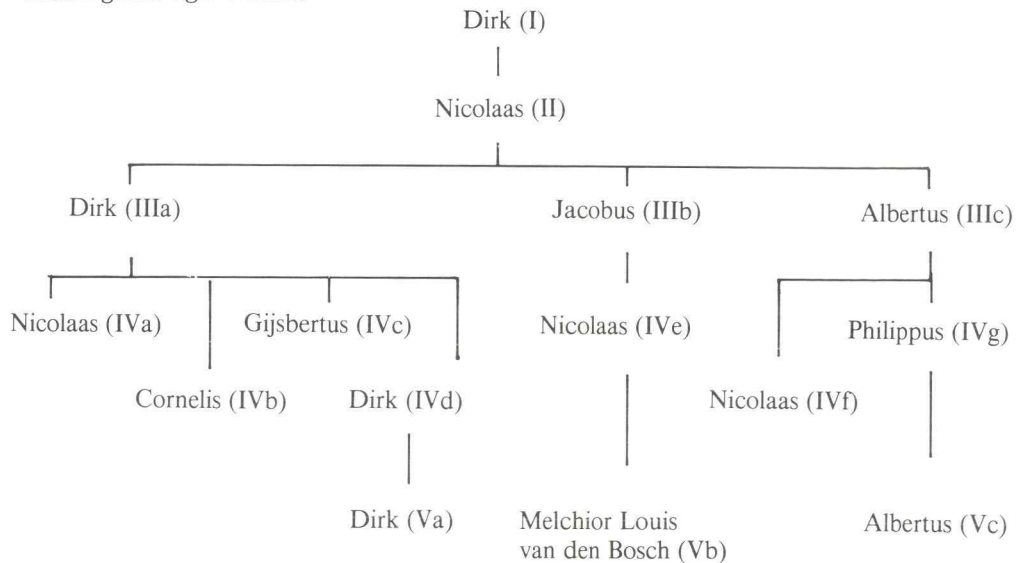 Dirk (I)
Nicolaas (II)
Dirk (IIIa) Jacobus (IIIb) Albertus (IIIc)
Nicolaas (IVa) Gijsbertus (IVc) Nicolaas (IVe) Philippus (IVg)
Cornelis (IVb) Dirk (IVd) Nicolaas (IVf)
Dirk (Va) Melchior Louis Albertus (Vc)
van den Bosch (Vb)